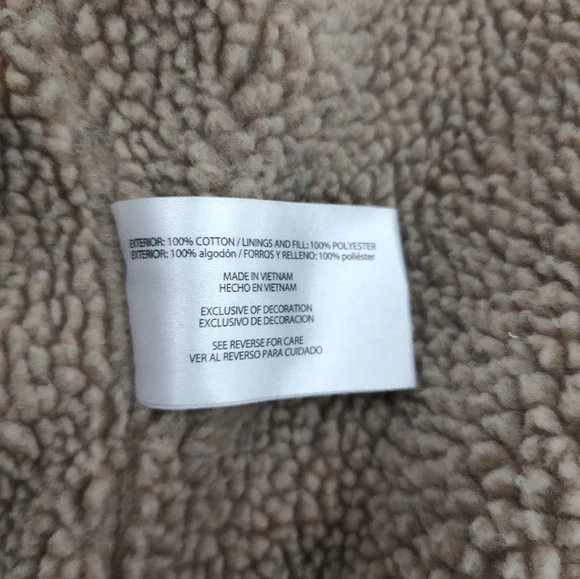 EXTERIOR: 100% COTTON / LININGS AND FILL: 100% POLYESTER
EXTERIOR: 100% algodón / FORROS Y RELLENO: 100% poliéster
MADE IN VIETNAM
HECHO EN VIETNAM
EXCLUSIVE OF DECORATION
EXCLUSIVO DE DECORACION
SEE REVERSE FOR CARE
VER AL REVERSO PARA CUIDADO